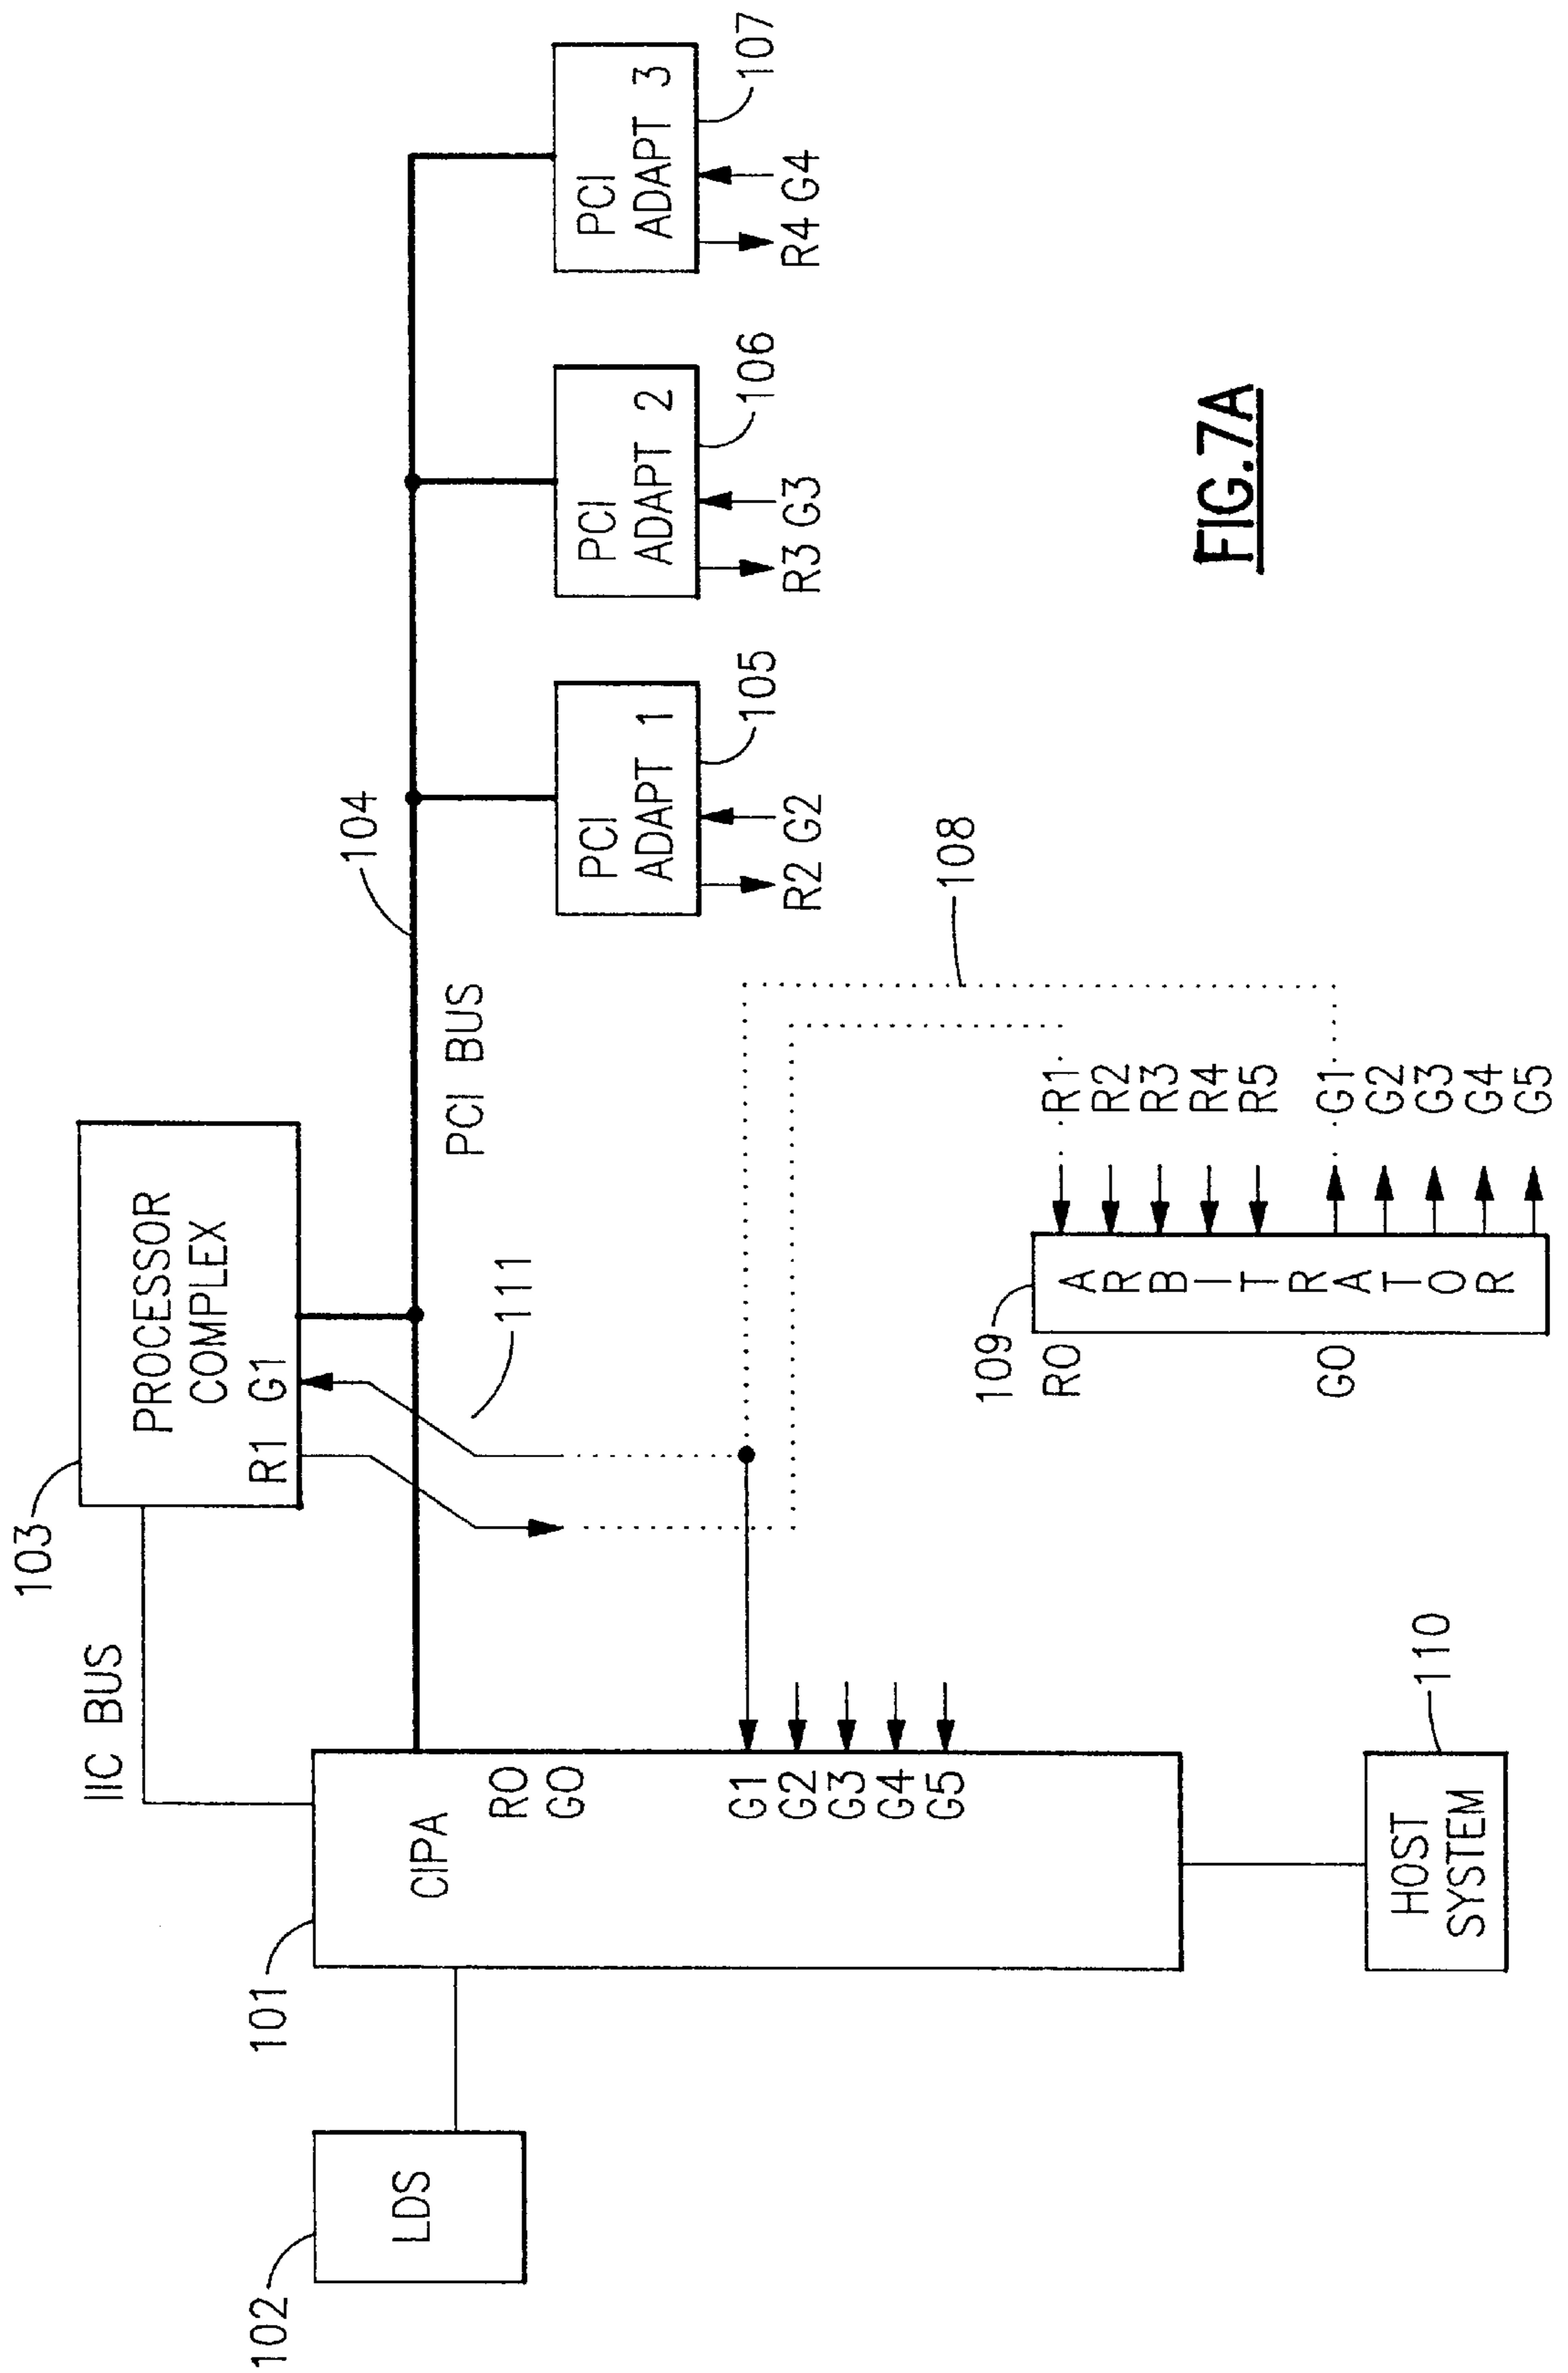 103
IIC BUS
PROCESSOR
COMPLEX
R1 G1
111
104
PCI BUS
PCI
ADAPT 1
105
R2 G2
PCI
ADAPT 2
106
R3 G3
PCI
ADAPT 3
107
R4 G4
102
LDS
101
CIPA
R0
G0
G1
G2
G3
G4
G5
108
109
R0
G0
ARBITRATOR
R1
R2
R3
R4
R5
G1
G2
G3
G4
G5
HOST
SYSTEM
110
FIG.7A